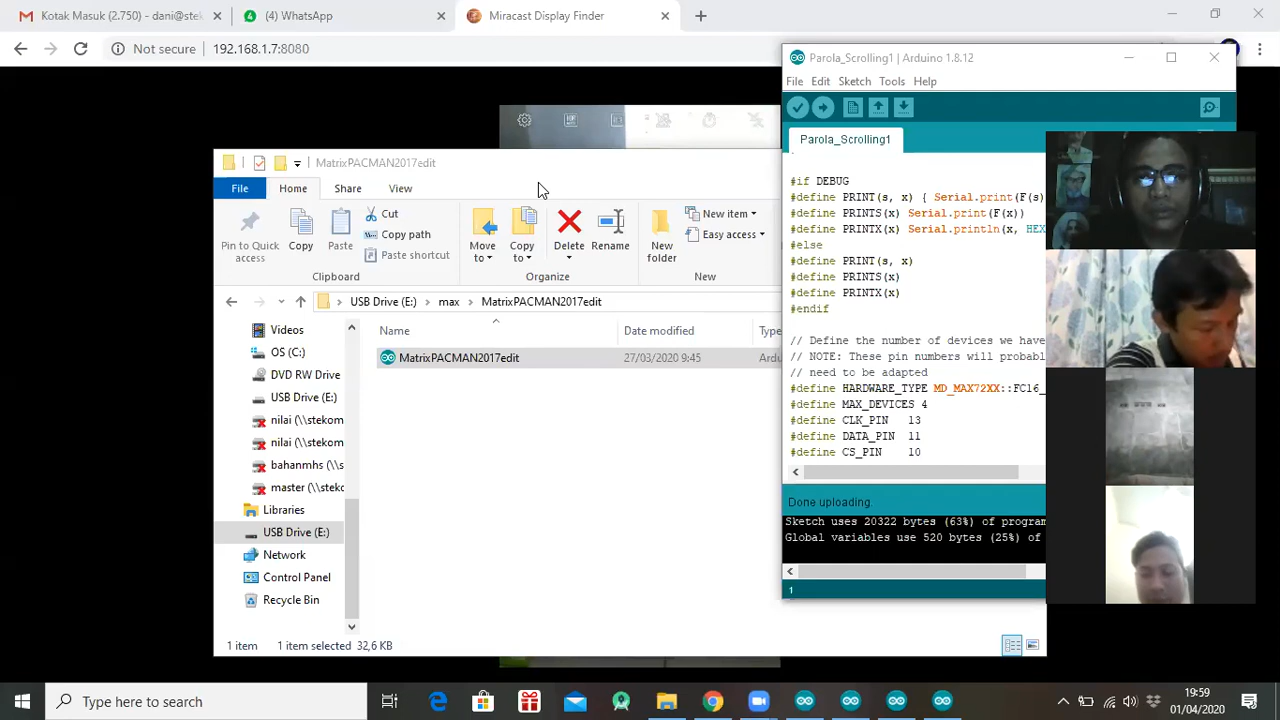 Kotak Masuk (2.750) - dani@stek
(4) WhatsApp
Miracast Display Finder
Not secure
192.168.1.7:8080
Parola_Scrolling1 | Arduino 1.8.12
File Edit Sketch Tools Help
Parola_Scrolling1
#if DEBUG
#define PRINT(s, x) { Serial.print(F(s)
#define PRINTS(x) Serial.print(F(x))
#define PRINTX(x) Serial.println(x, HEX
#else
#define PRINT(s, x)
#define PRINTS(x)
#define PRINTX(x)
#endif
// Define the number of devices we have
// NOTE: These pin numbers will probabl
// need to be adapted
#define HARDWARE_TYPE MD_MAX72XX::FC16_
#define MAX_DEVICES 4
#define CLK_PIN 13
#define DATA_PIN 11
#define CS_PIN 10
Done uploading.
Sketch uses 20322 bytes (63%) of program
Global variables use 520 bytes (25%) of
1
MatrixPACMAN2017edit
File Home Share View
Pin to Quick access
Copy
Paste
Cut
Copy path
Paste shortcut
Clipboard
Move to
Copy to
Delete
Rename
Organize
New folder
New item
Easy access
New
USB Drive (E:) > max > MatrixPACMAN2017edit
Name Date modified Type
MatrixPACMAN2017edit 27/03/2020 9:45 Ardu
Videos
OS (C:)
DVD RW Drive
USB Drive (E:)
nilai (\\stekom
nilai (\\stekom
bahanmhs (\\s
master (\\steko
Libraries
USB Drive (E:)
Network
Control Panel
Recycle Bin
1 item 1 item selected 32,6 KB
Type here to search
19:59
01/04/2020